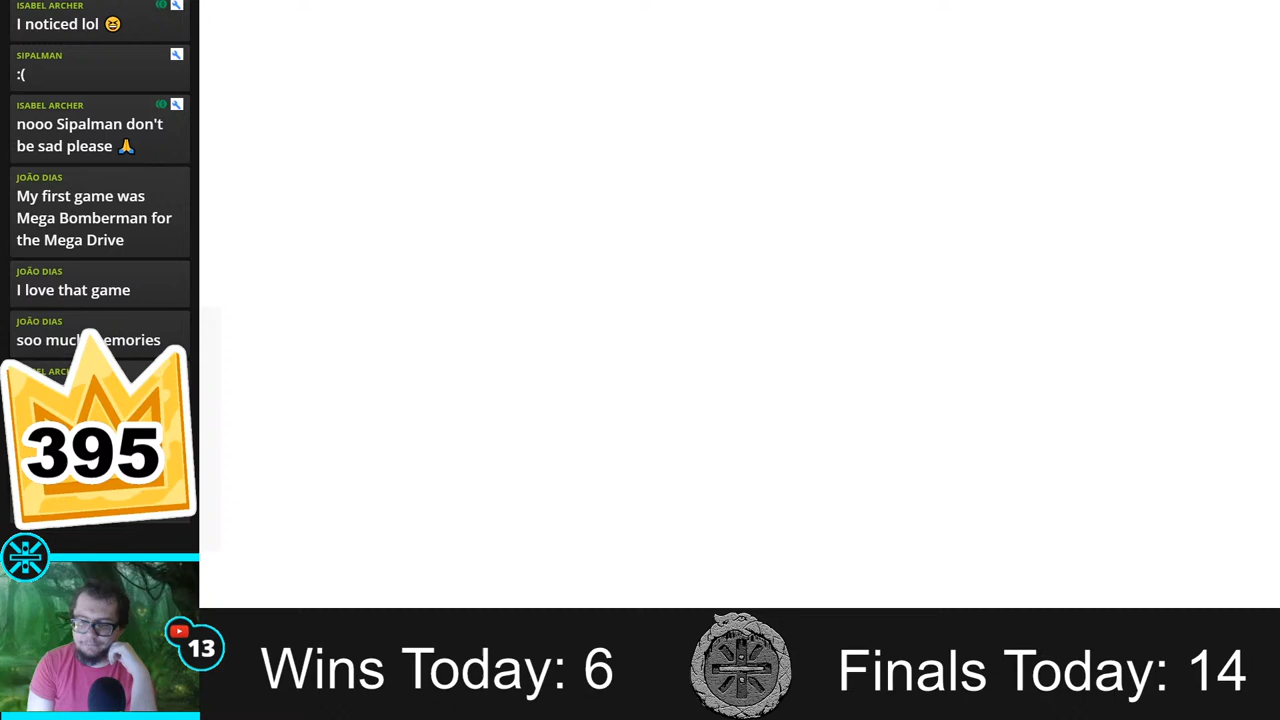 ISABEL ARCHER
I noticed lol 😆
SIPALMAN
:(
ISABEL ARCHER
nooo Sipalman don't
be sad please 🙏
JOÃO DIAS
My first game was
Mega Bomberman for
the Mega Drive
JOÃO DIAS
I love that game
JOÃO DIAS
soo much memories
395
13
Wins Today: 6
Finals Today: 14